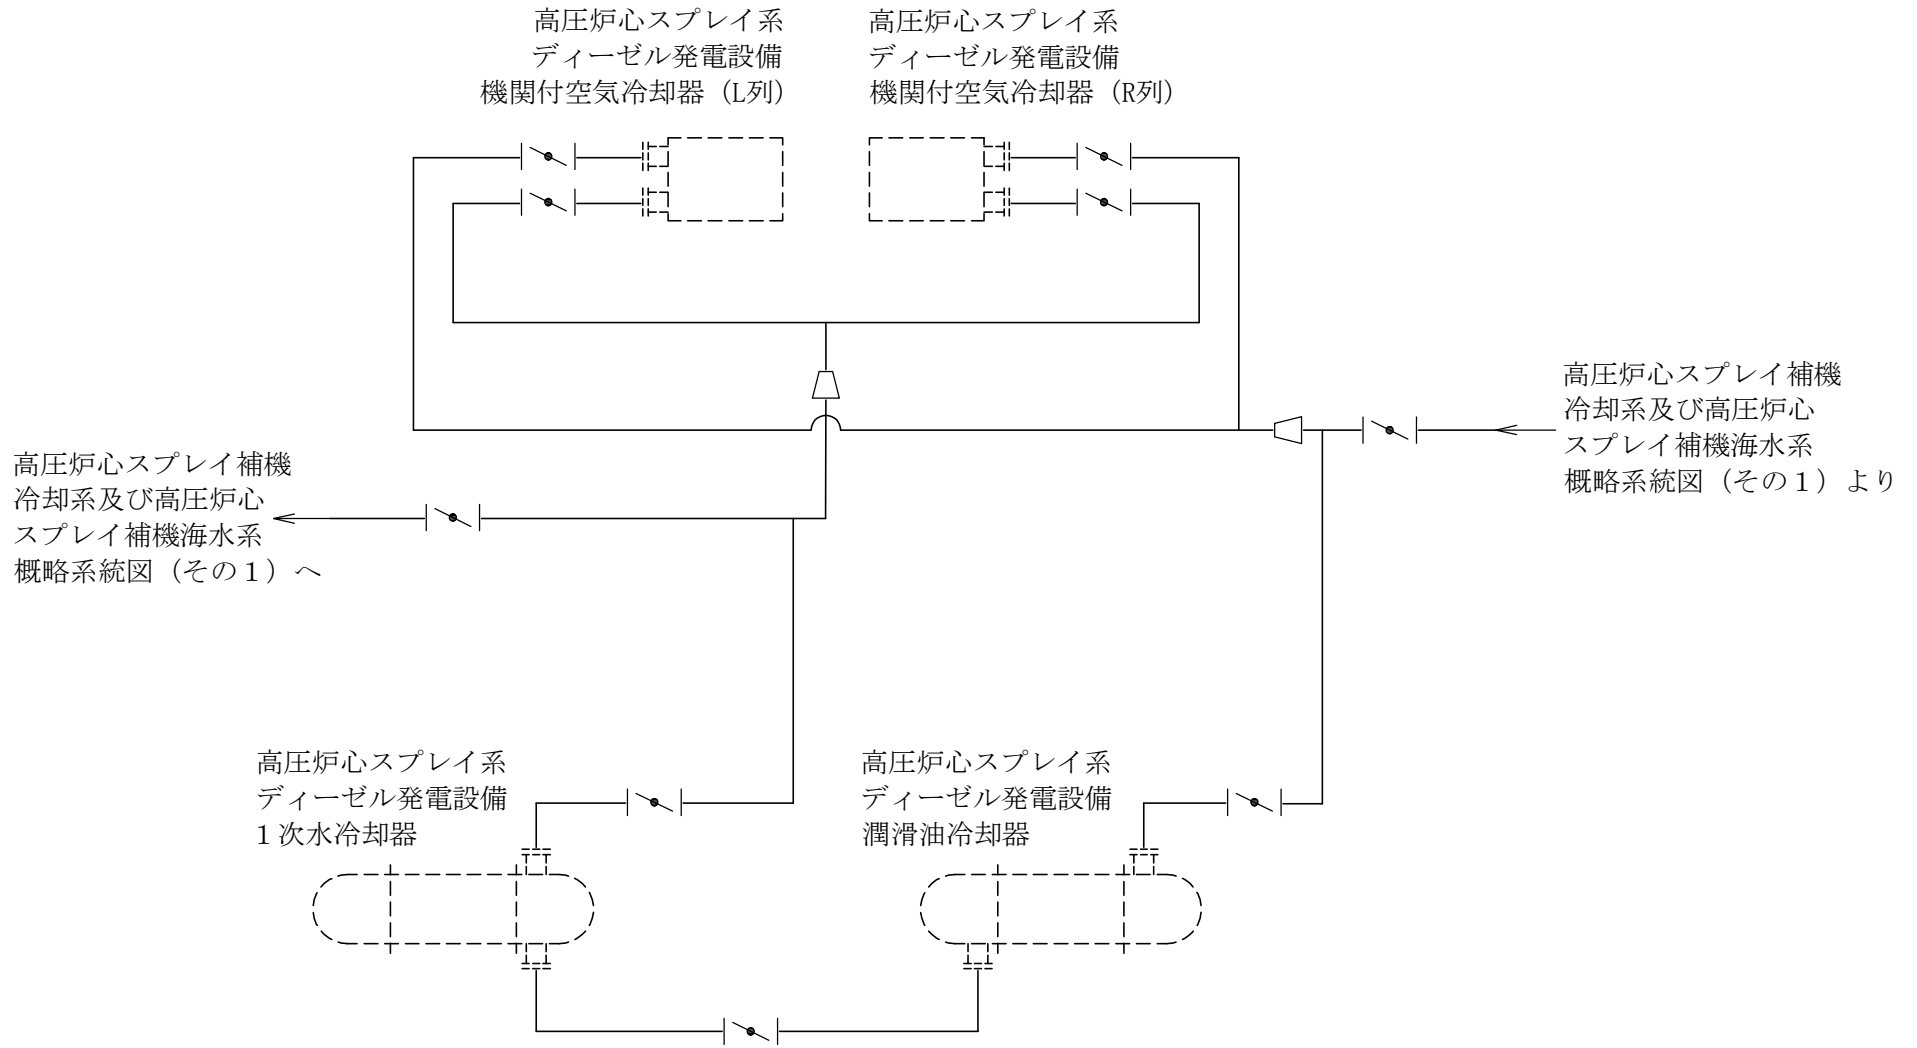 高圧炉心スプレイ系
ディーゼル発電設備
機関付空気冷却器（L列）
高圧炉心スプレイ系
ディーゼル発電設備
機関付空気冷却器（R列）
高圧炉心スプレイ補機
冷却系及び高圧炉心
スプレイ補機海水系
概略系統図（その１）より
高圧炉心スプレイ補機
冷却系及び高圧炉心
スプレイ補機海水系
概略系統図（その１）へ
高圧炉心スプレイ系
ディーゼル発電設備
１次水冷却器
高圧炉心スプレイ系
ディーゼル発電設備
潤滑油冷却器